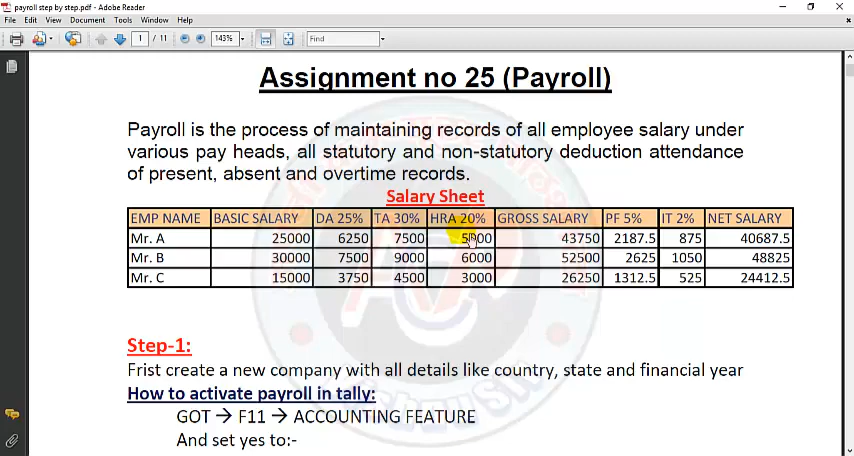 payroll step by step.pdf - Adobe Reader
File Edit View Document Tools Window Help
1 / 11 143% Find
Assignment no 25 (Payroll)
Payroll is the process of maintaining records of all employee salary under
various pay heads, all statutory and non-statutory deduction attendance
of present, absent and overtime records.
Salary Sheet
EMP NAME BASIC SALARY DA 25% TA 30% HRA 20% GROSS SALARY PF 5% IT 2% NET SALARY
Mr. A 25000 6250 7500 5000 43750 2187.5 875 40687.5
Mr. B 30000 7500 9000 6000 52500 2625 1050 48825
Mr. C 15000 3750 4500 3000 26250 1312.5 525 24412.5
Step-1:
Frist create a new company with all details like country, state and financial year
How to activate payroll in tally:
GOT → F11 → ACCOUNTING FEATURE
And set yes to:-